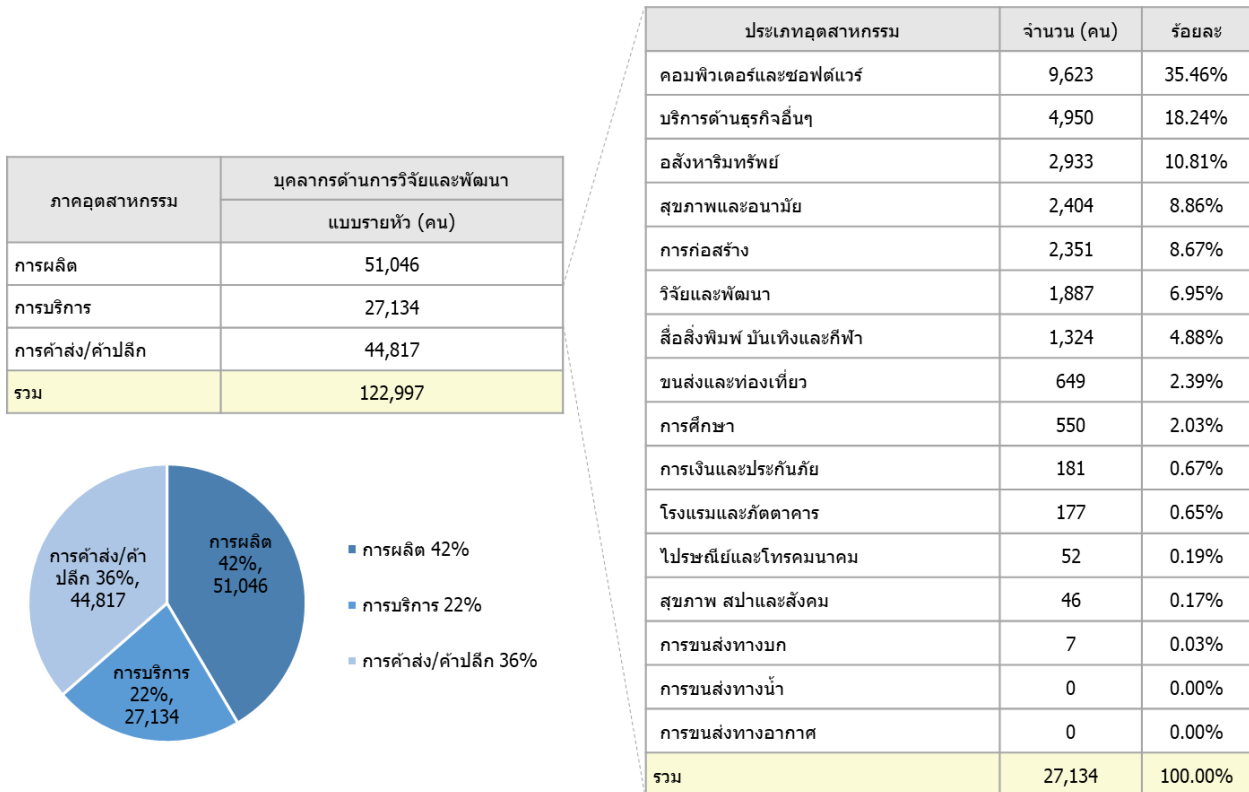 ภาคอุตสาหกรรม
บุคลากรด้านการวิจัยและพัฒนา
แบบรายหัว (คน)
การผลิต 51,046
การบริการ 27,134
การค้าส่ง/ค้าปลีก 44,817
รวม 122,997
การค้าส่ง/ค้า
ปลีก 36%,
44,817
การผลิต
42%,
51,046
การบริการ
22%,
27,134
การผลิต 42%
การบริการ 22%
การค้าส่ง/ค้าปลีก 36%
ประเภทอุตสาหกรรม จำนวน (คน) ร้อยละ
คอมพิวเตอร์และซอฟต์แวร์ 9,623 35.46%
บริการด้านธุรกิจอื่นๆ 4,950 18.24%
อสังหาริมทรัพย์ 2,933 10.81%
สุขภาพและอนามัย 2,404 8.86%
การก่อสร้าง 2,351 8.67%
วิจัยและพัฒนา 1,887 6.95%
สื่อสิ่งพิมพ์ บันเทิงและกีฬา 1,324 4.88%
ขนส่งและท่องเที่ยว 649 2.39%
การศึกษา 550 2.03%
การเงินและประกันภัย 181 0.67%
โรงแรมและภัตตาคาร 177 0.65%
ไปรษณีย์และโทรคมนาคม 52 0.19%
สุขภาพ สปาและสังคม 46 0.17%
การขนส่งทางบก 7 0.03%
การขนส่งทางน้ำ 0 0.00%
การขนส่งทางอากาศ 0 0.00%
รวม 27,134 100.00%